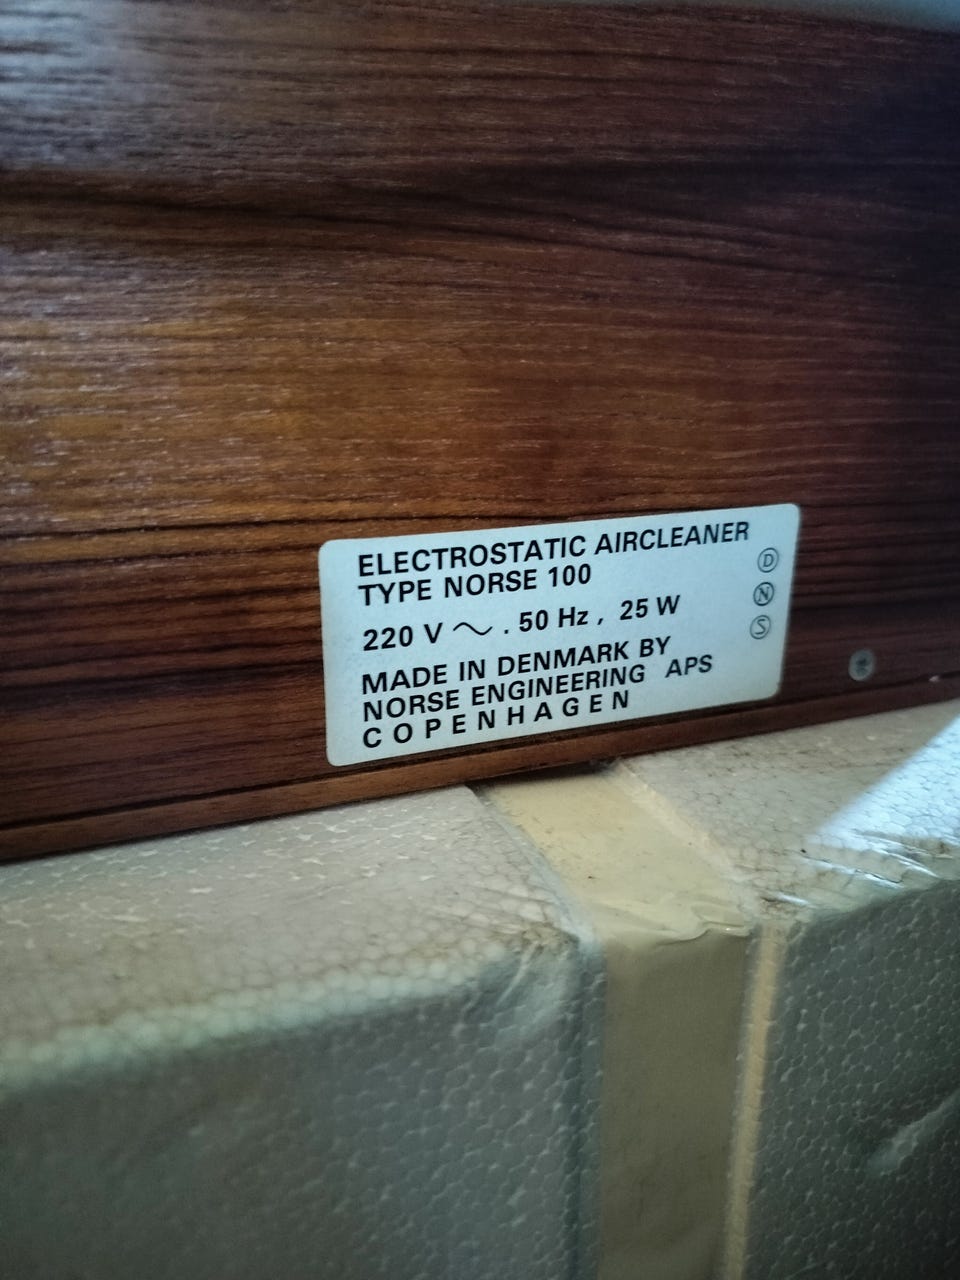 ELECTROSTATIC AIRCLEANER
TYPE NORSE 100
220 V ~ . 50 Hz , 25 W
MADE IN DENMARK BY
NORSE ENGINEERING APS
COPENHAGEN
D
N
S